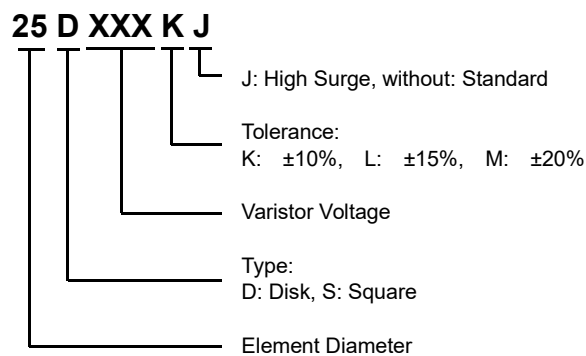 25 D XXX K J
J: High Surge, without: Standard
Tolerance:
K: ±10%, L: ±15%, M: ±20%
Varistor Voltage
Type:
D: Disk, S: Square
Element Diameter